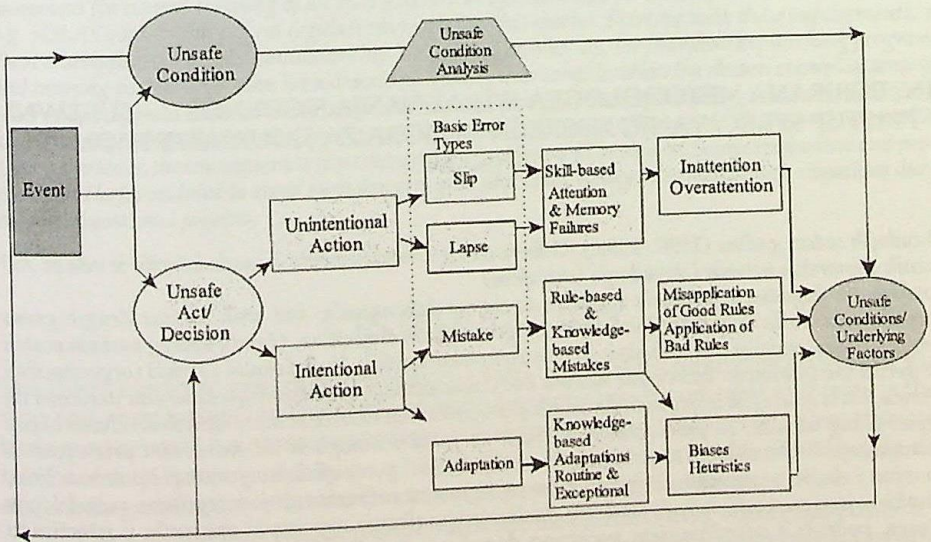 Unsafe
Condition
Unsafe
Condition
Analysis
Event
Basic Error
Types
Slip
Lapse
Unintentional
Action
Skill-based
Attention
& Memory
Failures
Inattention
Overattention
Unsafe
Act/
Decision
Intentional
Action
Mistake
Rule-based
&
Knowledge-
based
Mistakes
Misapplication
of Good Rules
Application of
Bad Rules
Unsafe
Conditions/
Underlying
Factors
Adaptation
Knowledge-
based
Adaptations
Routine &
Exceptional
Biases
Heuristics